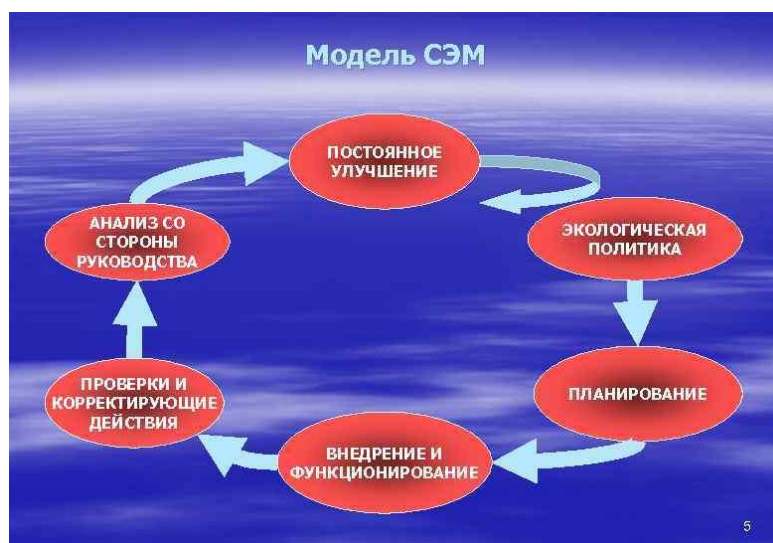 Модель СЭМ
ПОСТОЯННОЕ
УЛУЧШЕНИЕ
ЭКОЛОГИЧЕСКАЯ
ПОЛИТИКА
ПЛАНИРОВАНИЕ
ВНЕДРЕНИЕ И
ФУНКЦИОНИРОВАНИЕ
ПРОВЕРКИ И
КОРРЕКТИРУЮЩИЕ
ДЕЙСТВИЯ
АНАЛИЗ СО
СТОРОНЫ
РУКОВОДСТВА
5